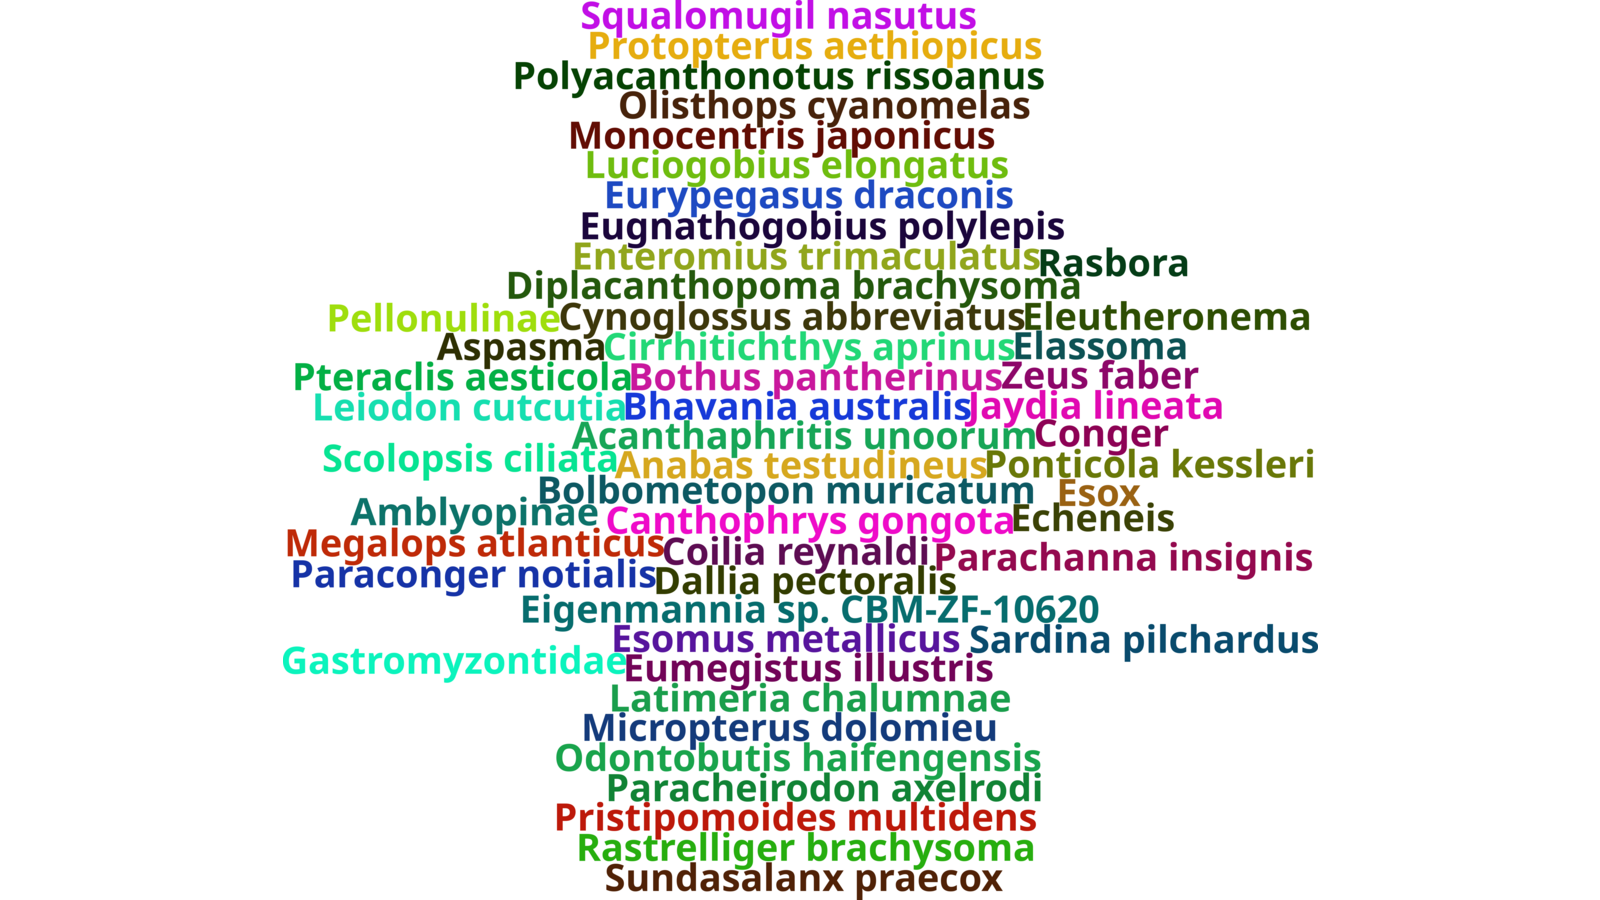 Squalomugil nasutus
Protopterus aethiopicus
Polyacanthonotus rissoanus
Olisthops cyanomelas
Monocentris japonicus
Luciogobius elongatus
Eurypegasus draconis
Eugnathogobius polylepis
Enteromius trimaculatus Rasbora
Diplacanthopoma brachysoma
Pellonulinae Cynoglossus abbreviatus Eleutheronema
Aspasma Cirrhitichthys aprinus Elassoma
Pteraclis aesticola Bothus pantherinus Zeus faber
Leiodon cutcutia Bhavania australis Jaydia lineata
Acanthaphritis unoorum Conger
Scolopsis ciliata Anabas testudineus Ponticola kessleri
Bolbometopon muricatum Esox
Amblyopinae Canthophrys gongota Echeneis
Megalops atlanticus Coilia reynaldi Parachanna insignis
Paraconger notialis Dallia pectoralis
Eigenmannia sp. CBM-ZF-10620
Esomus metallicus Sardina pilchardus
Gastromyzontidae Eumegistus illustris
Latimeria chalumnae
Micropterus dolomieu
Odontobutis haifengensis
Paracheirodon axelrodi
Pristipomoides multidens
Rastrelliger brachysoma
Sundasalanx praecox